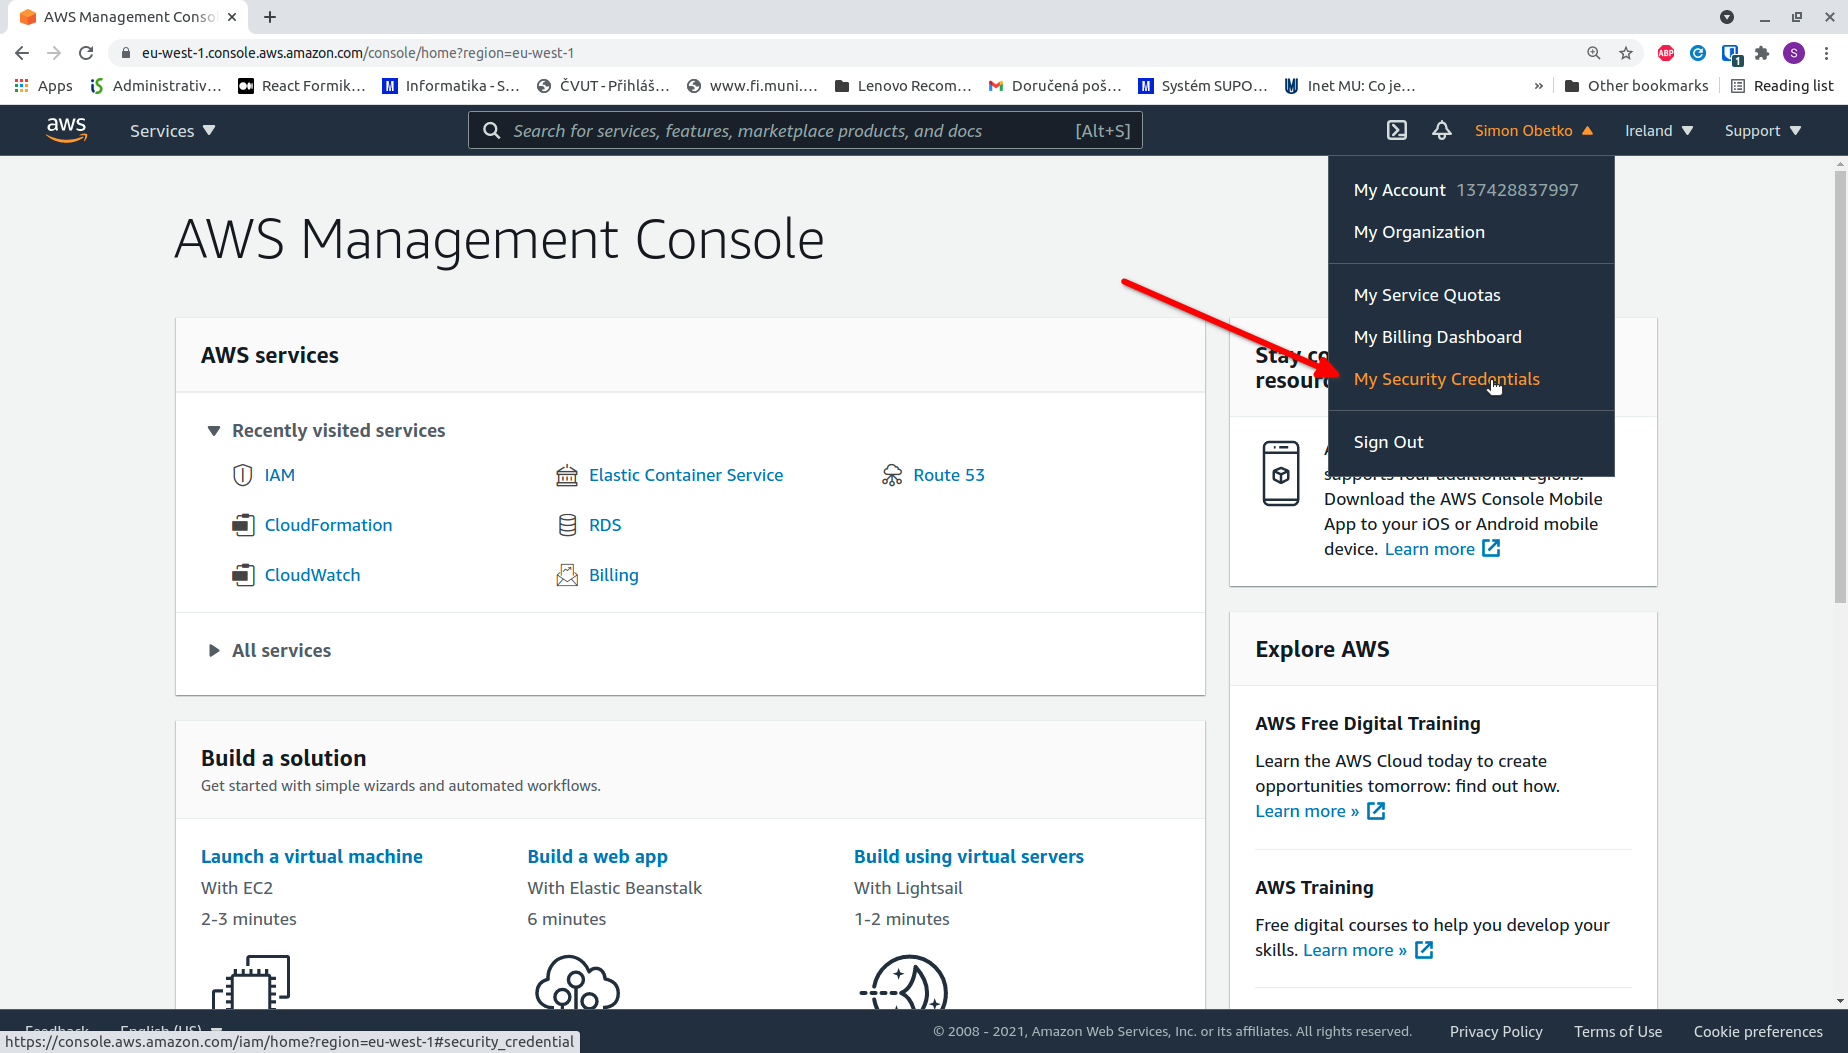 AWS Management Conso
eu-west-1.console.aws.amazon.com/console/home?region=eu-west-1
ABP
1
S
Apps
Administrativ…
React Formik…
M Informatika - S…
ČVUT - Přihláš…
www.fi.muni.…
Lenovo Recom…
Doručená poš…
M Systém SUPO…
Inet MU: Co je…
»
Other bookmarks
Reading list
aws
Services
Search for services, features, marketplace products, and docs [Alt+S]
Simon Obetko
Ireland
Support
My Account 137428837997
My Organization
My Service Quotas
My Billing Dashboard
My Security Credentials
Sign Out
AWS Management Console
AWS services
Recently visited services
IAM
Elastic Container Service
Route 53
CloudFormation
RDS
CloudWatch
Billing
All services
Stay co
resour
supports four additional regions.
Download the AWS Console Mobile
App to your iOS or Android mobile
device. Learn more
Build a solution
Get started with simple wizards and automated workflows.
Launch a virtual machine
With EC2
2-3 minutes
Build a web app
With Elastic Beanstalk
6 minutes
Build using virtual servers
With Lightsail
1-2 minutes
Explore AWS
AWS Free Digital Training
Learn the AWS Cloud today to create
opportunities tomorrow: find out how.
Learn more »
AWS Training
Free digital courses to help you develop your
skills. Learn more »
Feedback
English (US)
© 2008 - 2021, Amazon Web Services, Inc. or its affiliates. All rights reserved.
Privacy Policy
Terms of Use
Cookie preferences
https://console.aws.amazon.com/iam/home?region=eu-west-1#security_credential